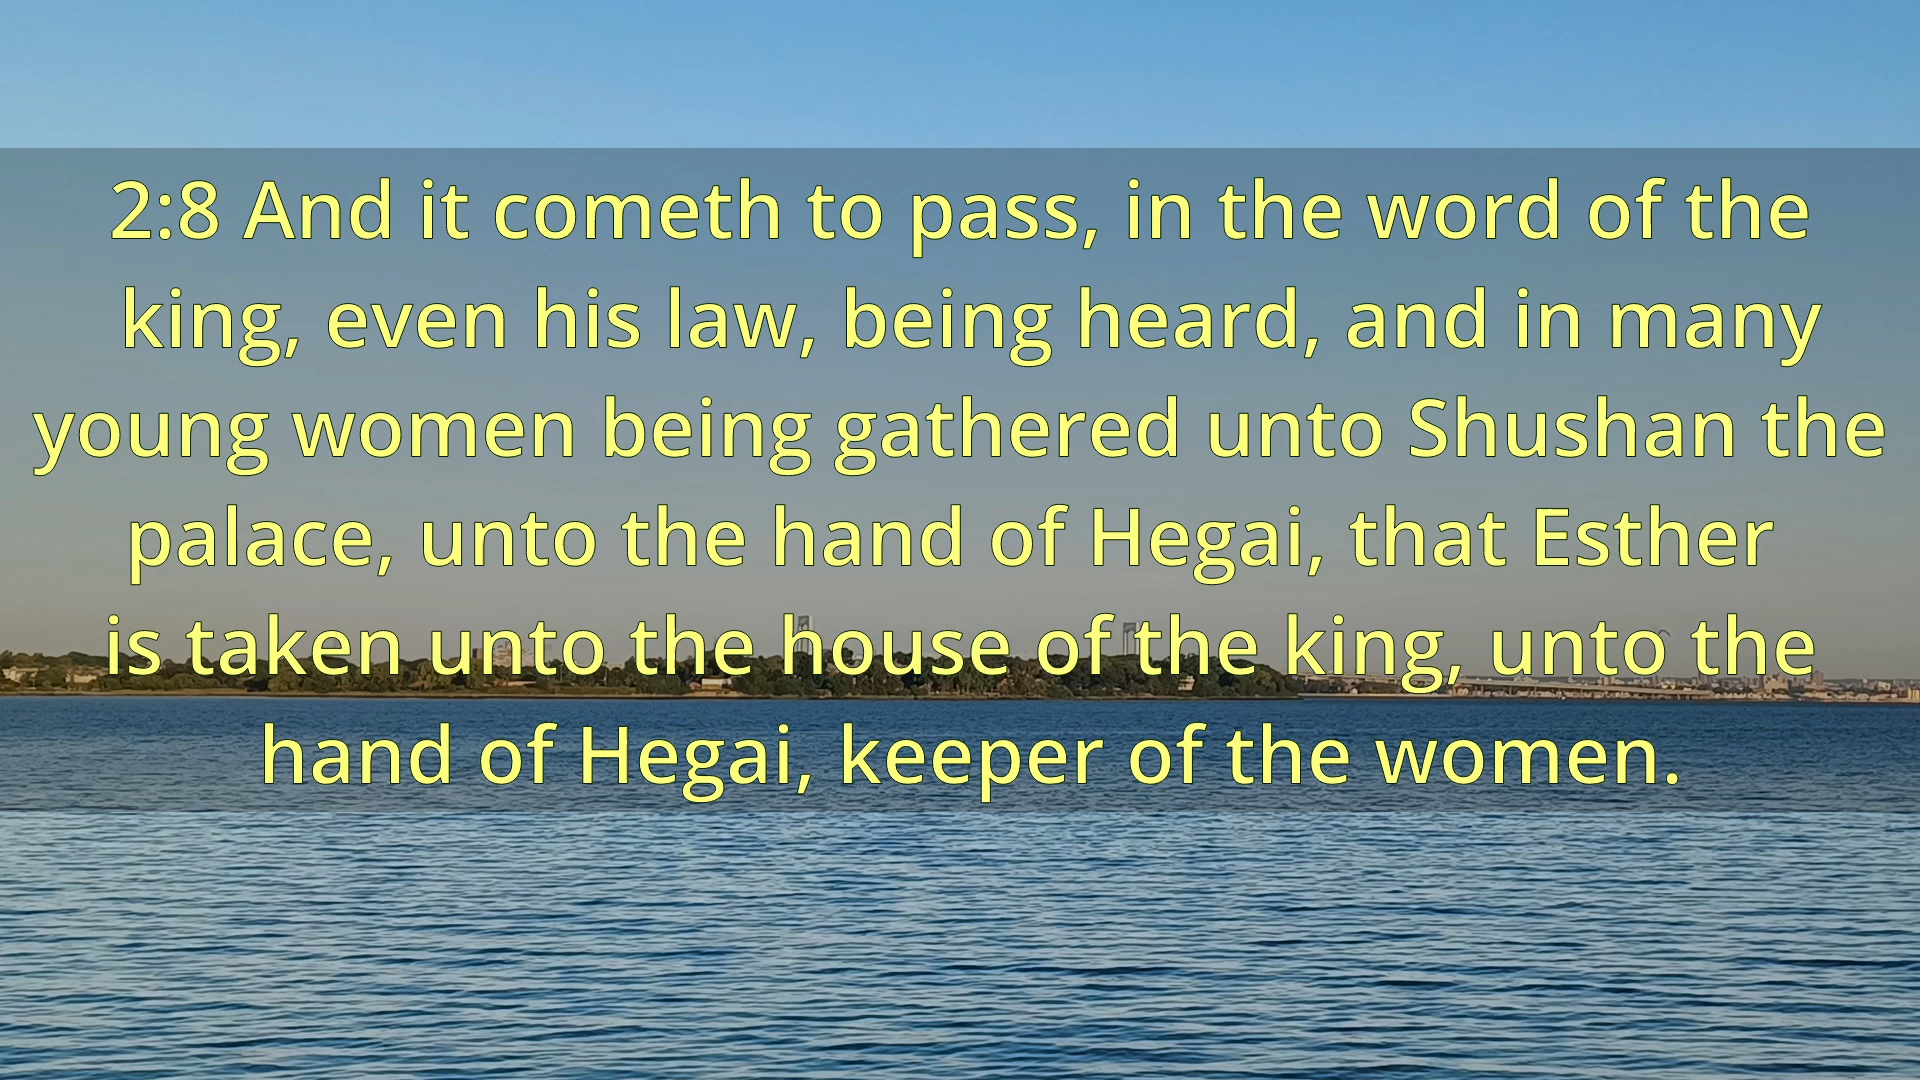 2:8 And it cometh to pass, in the word of the
king, even his law, being heard, and in many
young women being gathered unto Shushan the
palace, unto the hand of Hegai, that Esther
is taken unto the house of the king, unto the
hand of Hegai, keeper of the women.